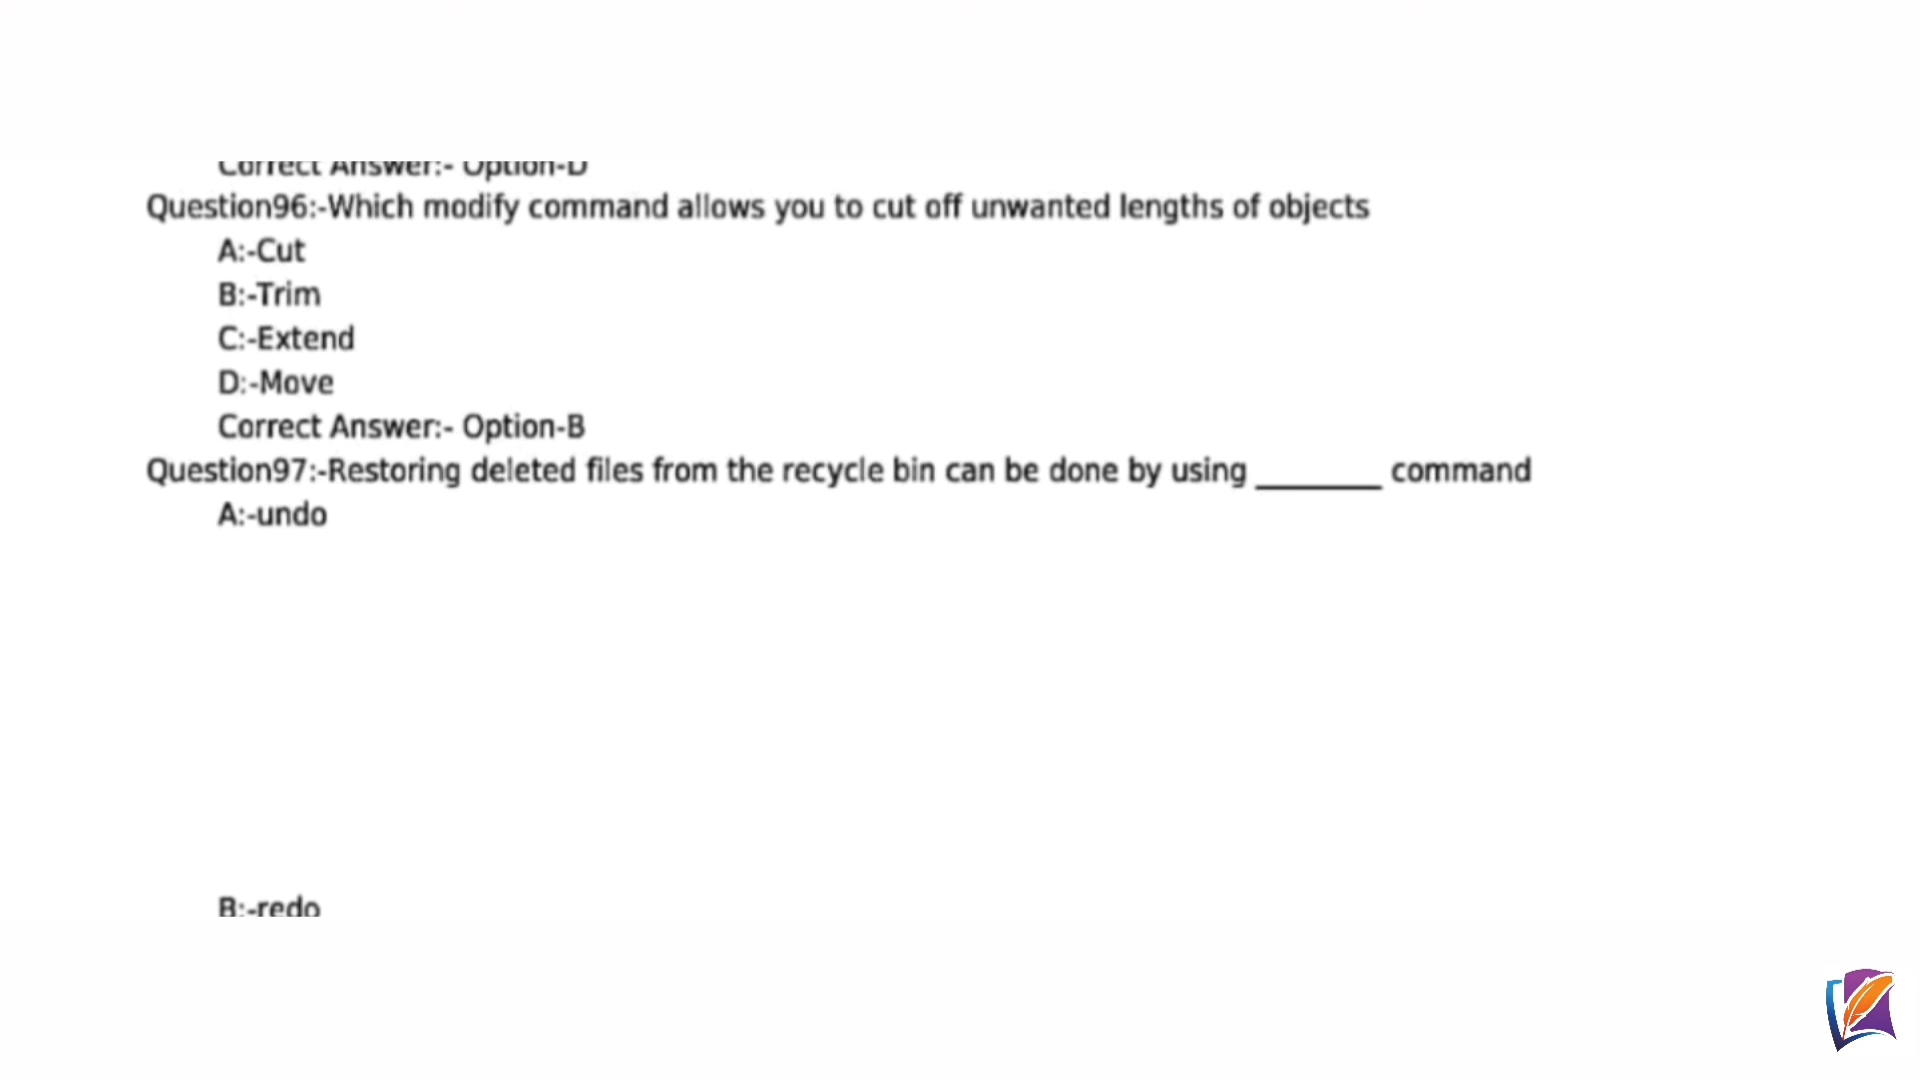 Correct Answer:- Option-D
Question96:-Which modify command allows you to cut off unwanted lengths of objects
A:-Cut
B:-Trim
C:-Extend
D:-Move
Correct Answer:- Option-B
Question97:-Restoring deleted files from the recycle bin can be done by using ________ command
A:-undo
B:-redo